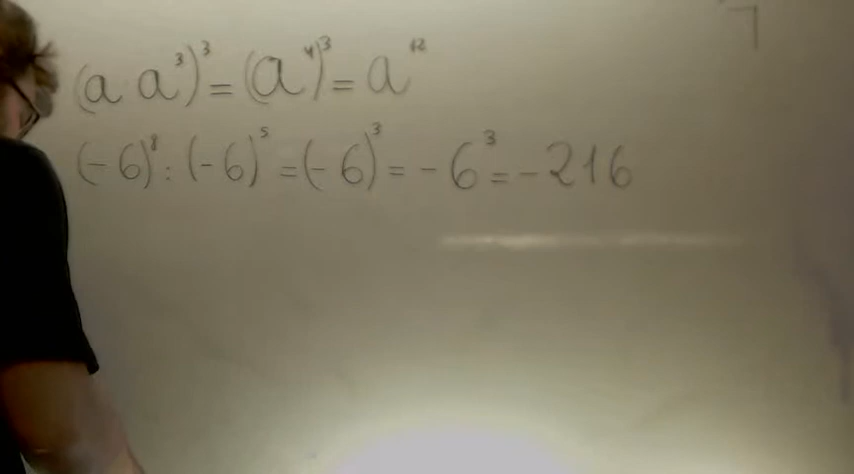 (a a³)³ = (a⁴)³ = a¹²
(-6)⁸ : (-6)⁵ = (-6)³ = -6³ = -216